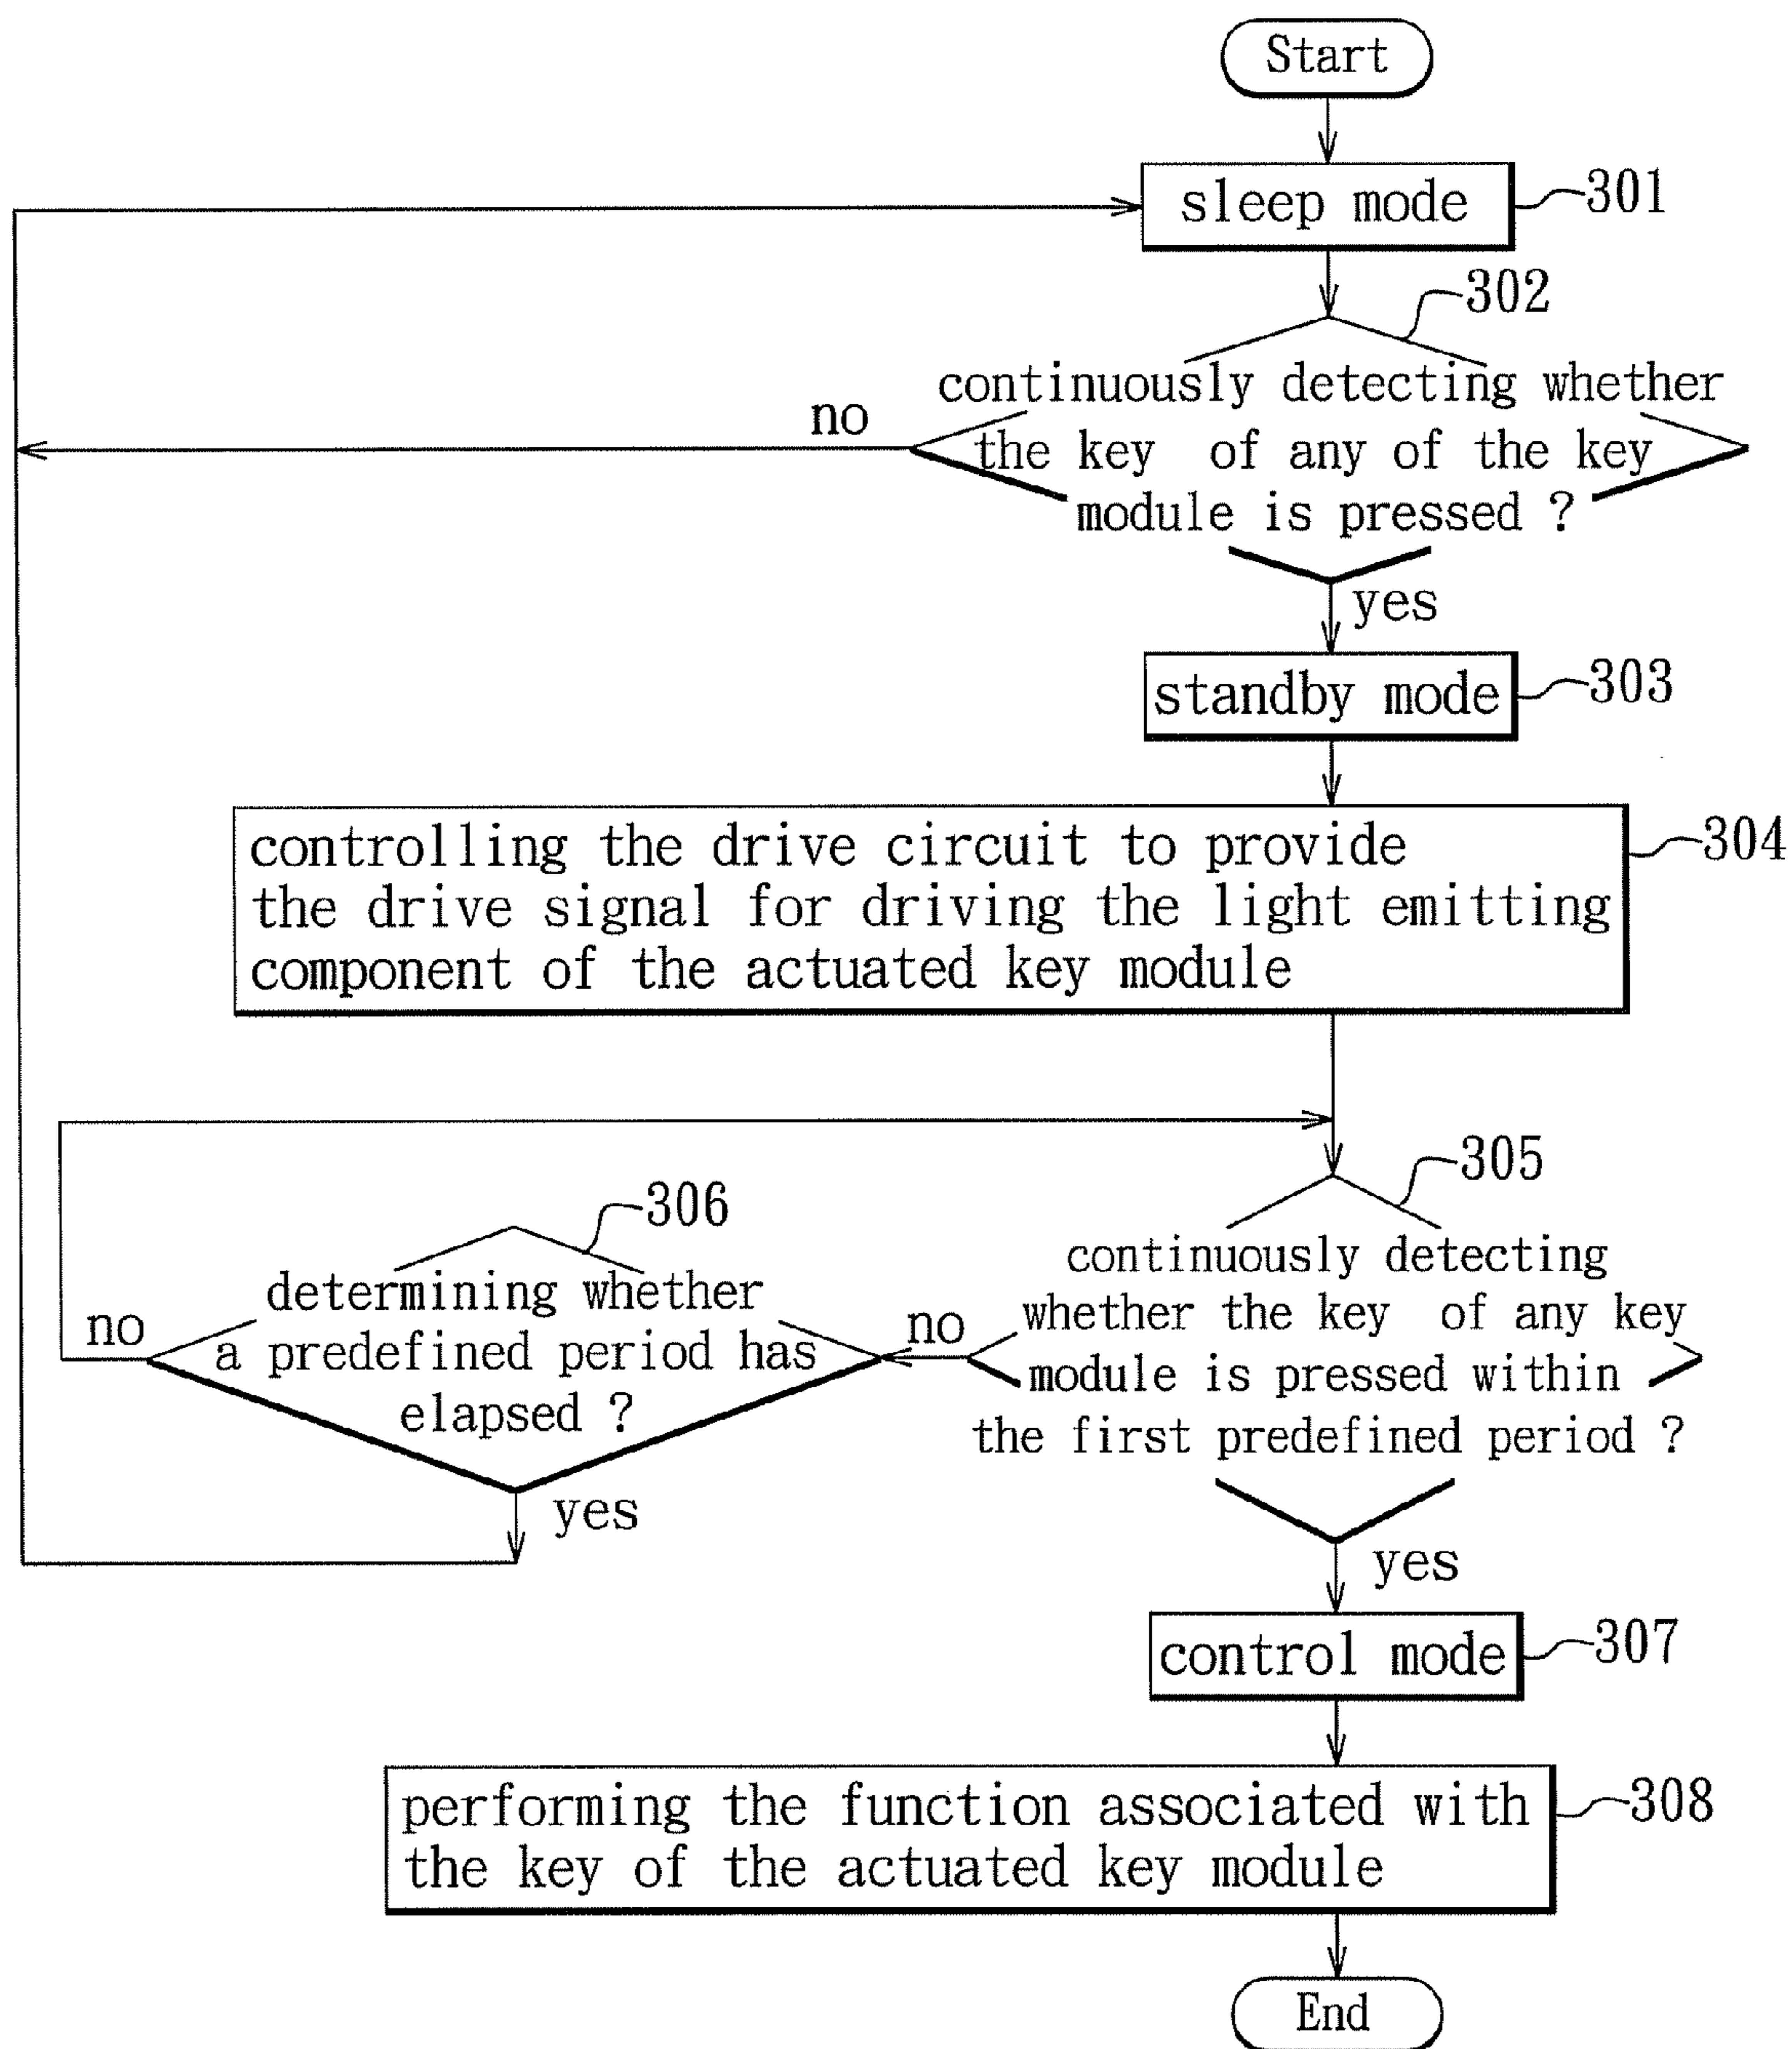 Start
sleep mode
301
302
continuously detecting whether
the key of any of the key
module is pressed ?
no
yes
standby mode
303
controlling the drive circuit to provide
the drive signal for driving the light emitting
component of the actuated key module
304
305
continuously detecting
whether the key of any key
module is pressed within
the first predefined period ?
no
306
determining whether
a predefined period has
elapsed ?
no
yes
yes
control mode
307
performing the function associated with
the key of the actuated key module
308
End